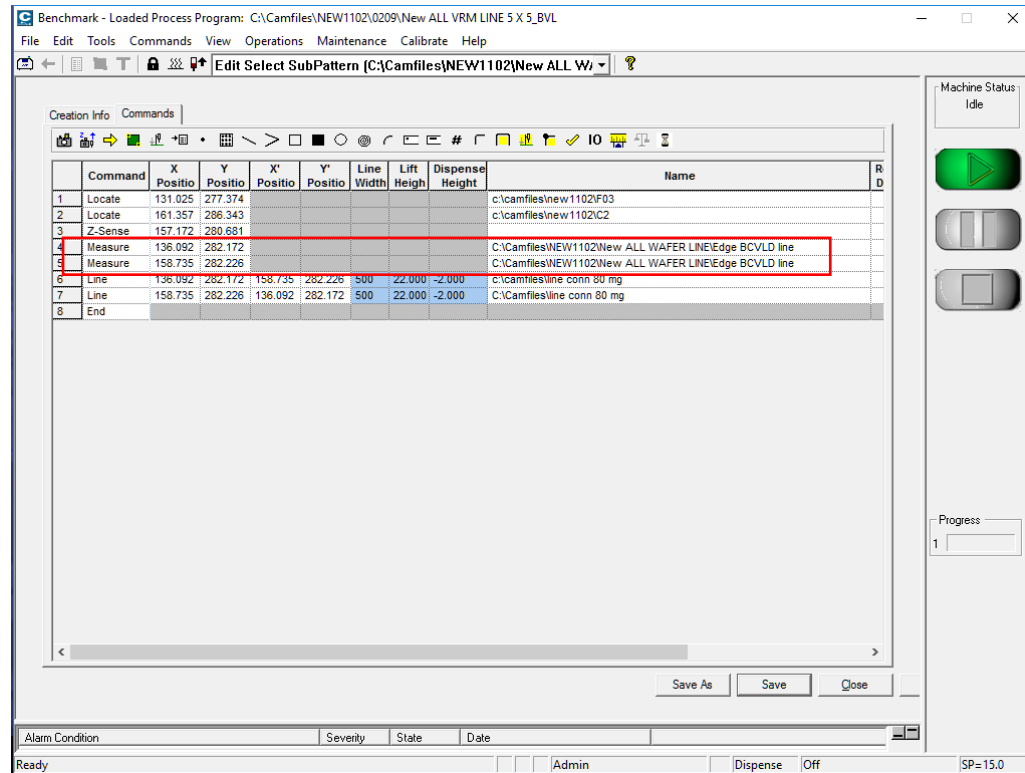 Benchmark - Loaded Process Program: C:\Camfiles\NEW1102\0209\New ALL VRM LINE 5 X 5_BVL
File Edit Tools Commands View Operations Maintenance Calibrate Help
Edit Select SubPattern (C:\Camfiles\NEW1102\New ALL W
Machine Status
Idle
Creation Info Commands
IO
Command X Positio Y Positio X' Positio Y' Positio Line Width Lift Heigh Dispense Height Name R D
1 Locate 131.025 277.374 c:\camfiles\new1102\F03
2 Locate 161.357 286.343 c:\camfiles\new1102\C2
3 Z-Sense 157.172 280.681
4 Measure 136.092 282.172 C:\Camfiles\NEW1102\New ALL WAFER LINE\Edge BCVLD line
5 Measure 158.735 282.226 C:\Camfiles\NEW1102\New ALL WAFER LINE\Edge BCVLD line
6 Line 136.092 282.172 158.735 282.226 500 22.000 -2.000 c:\camfiles\line conn 80 mg
7 Line 158.735 282.226 136.092 282.172 500 22.000 -2.000 C:\Camfiles\line conn 80 mg
8 End
Progress
1
Save As Save Close
Alarm Condition Severity State Date
Ready Admin Dispense Off SP=15.0